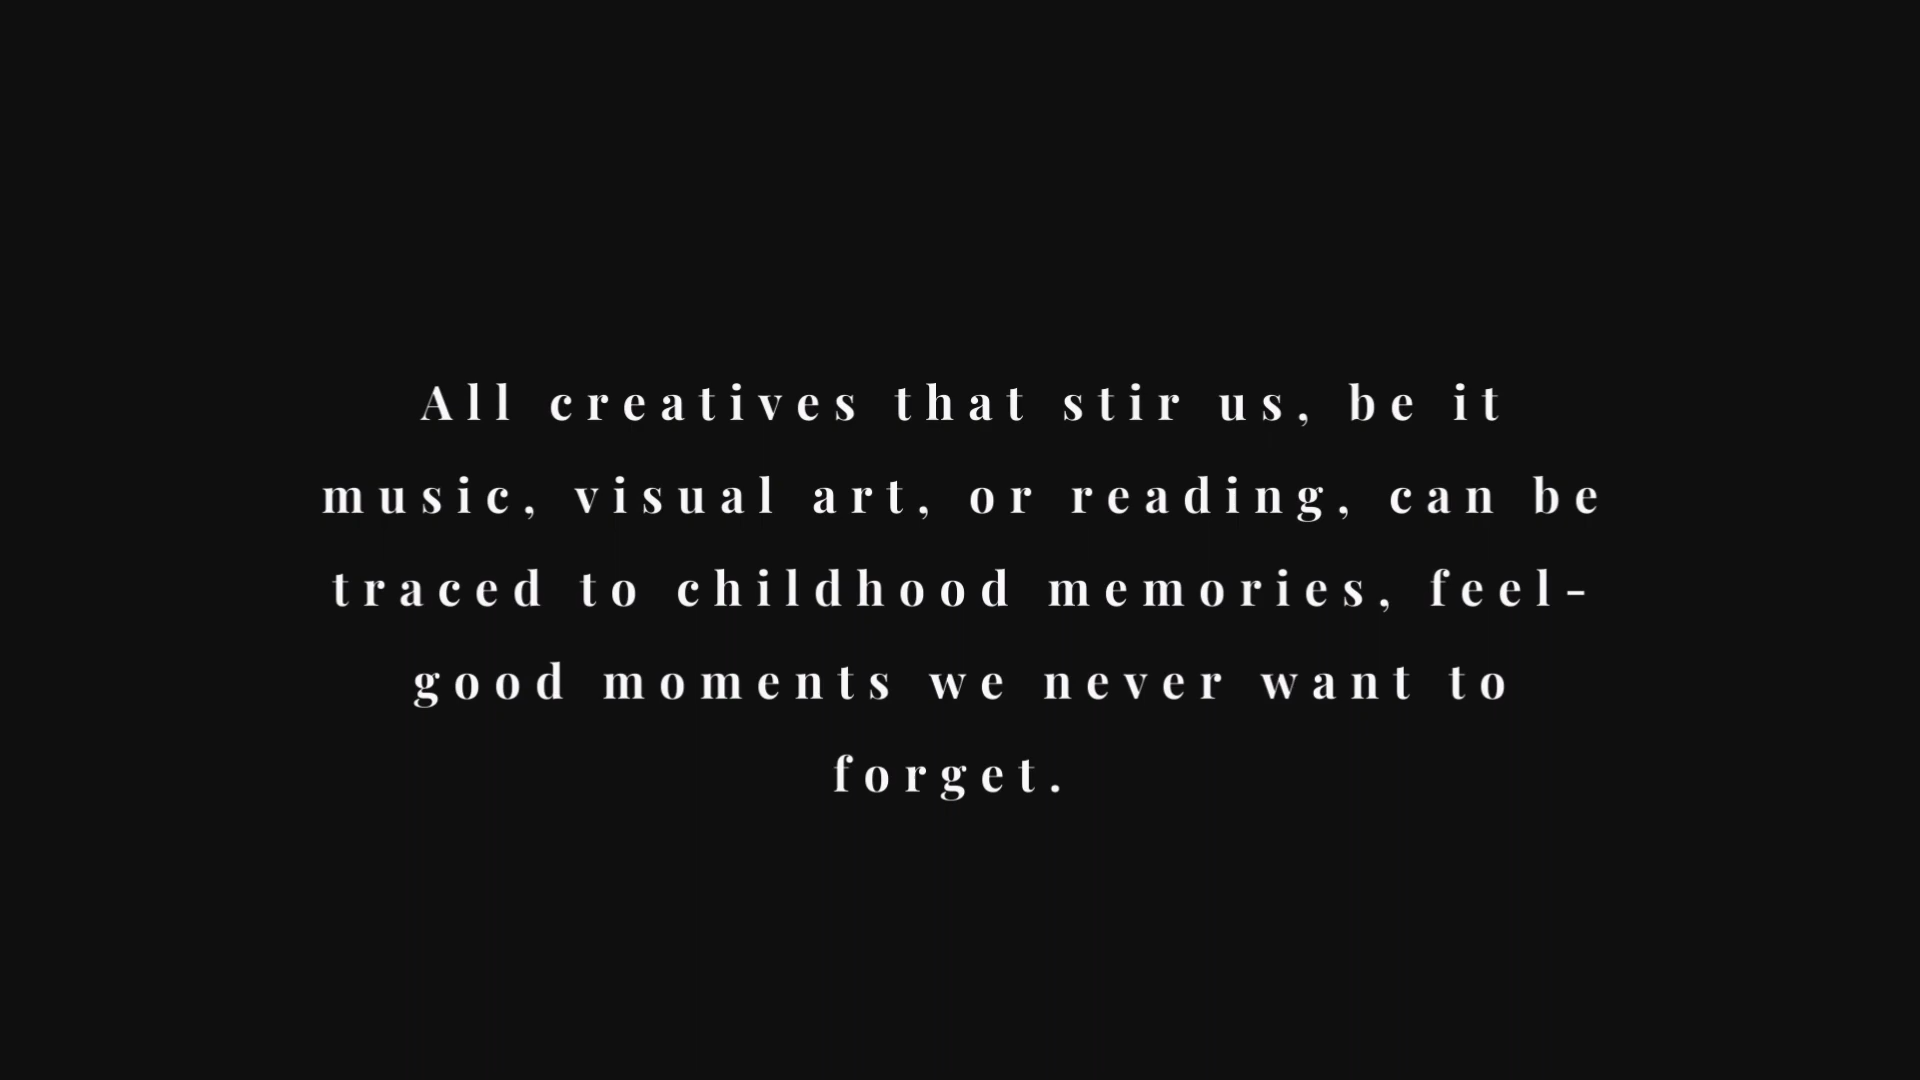 All creatives that stir us, be it
music, visual art, or reading, can be
traced to childhood memories, feel-
good moments we never want to
forget.